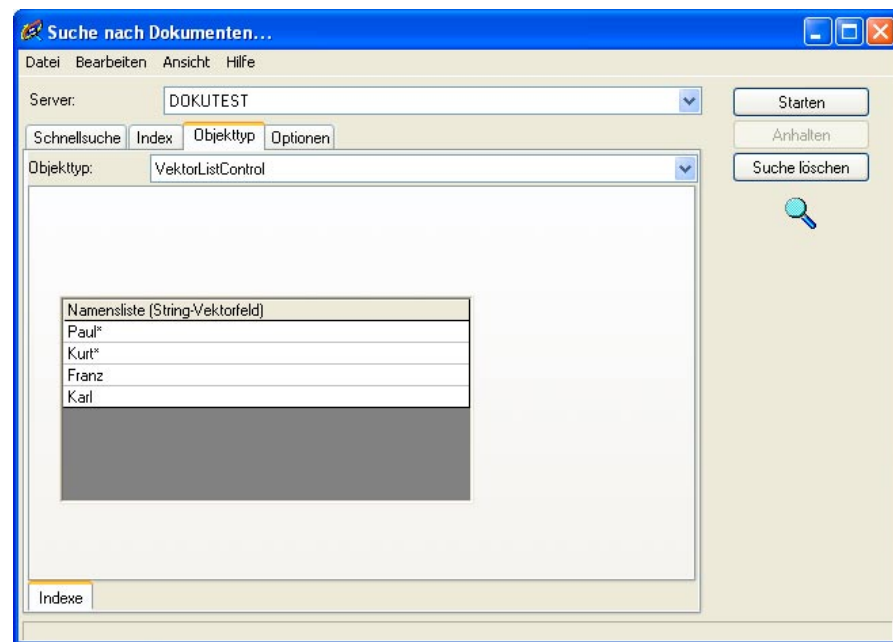 Suche nach Dokumenten...
Datei Bearbeiten Ansicht Hilfe
Server: DOKUTEST
Starten
Schnellsuche Index Objekttyp Optionen
Anhalten
Objekttyp: VektorListControl
Suche löschen
Namensliste (String-Vektorfeld)
Paul*
Kurt*
Franz
Karl
Indexe